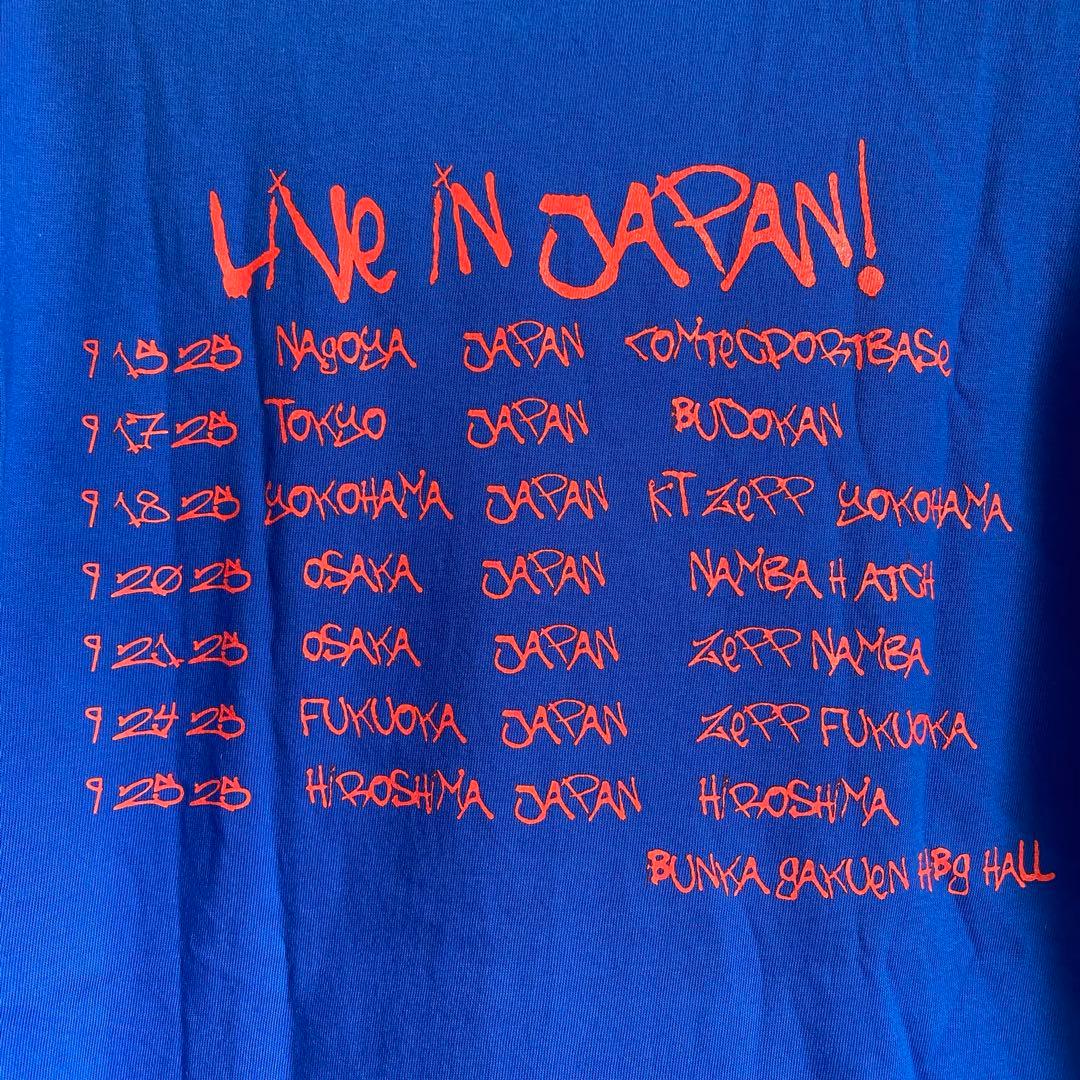 LiVe iN JAPAN!
9 15 25 NAgOYA JAPAN COMTeCPORTBASe
9 17 25 TOKYO JAPAN BUDOKAN
9 18 25 YOKOHAMA JAPAN KT ZePP YOKOHAMA
9 20 25 OSAKA JAPAN NAMBA H ATCH
9 21 25 OSAKA JAPAN ZePP NAMBA
9 24 25 FUKUOKA JAPAN ZePP FUKUOKA
9 25 25 HiROSHiMA JAPAN HiROSHiMA
BUNKA gAKUeN HBg HALL